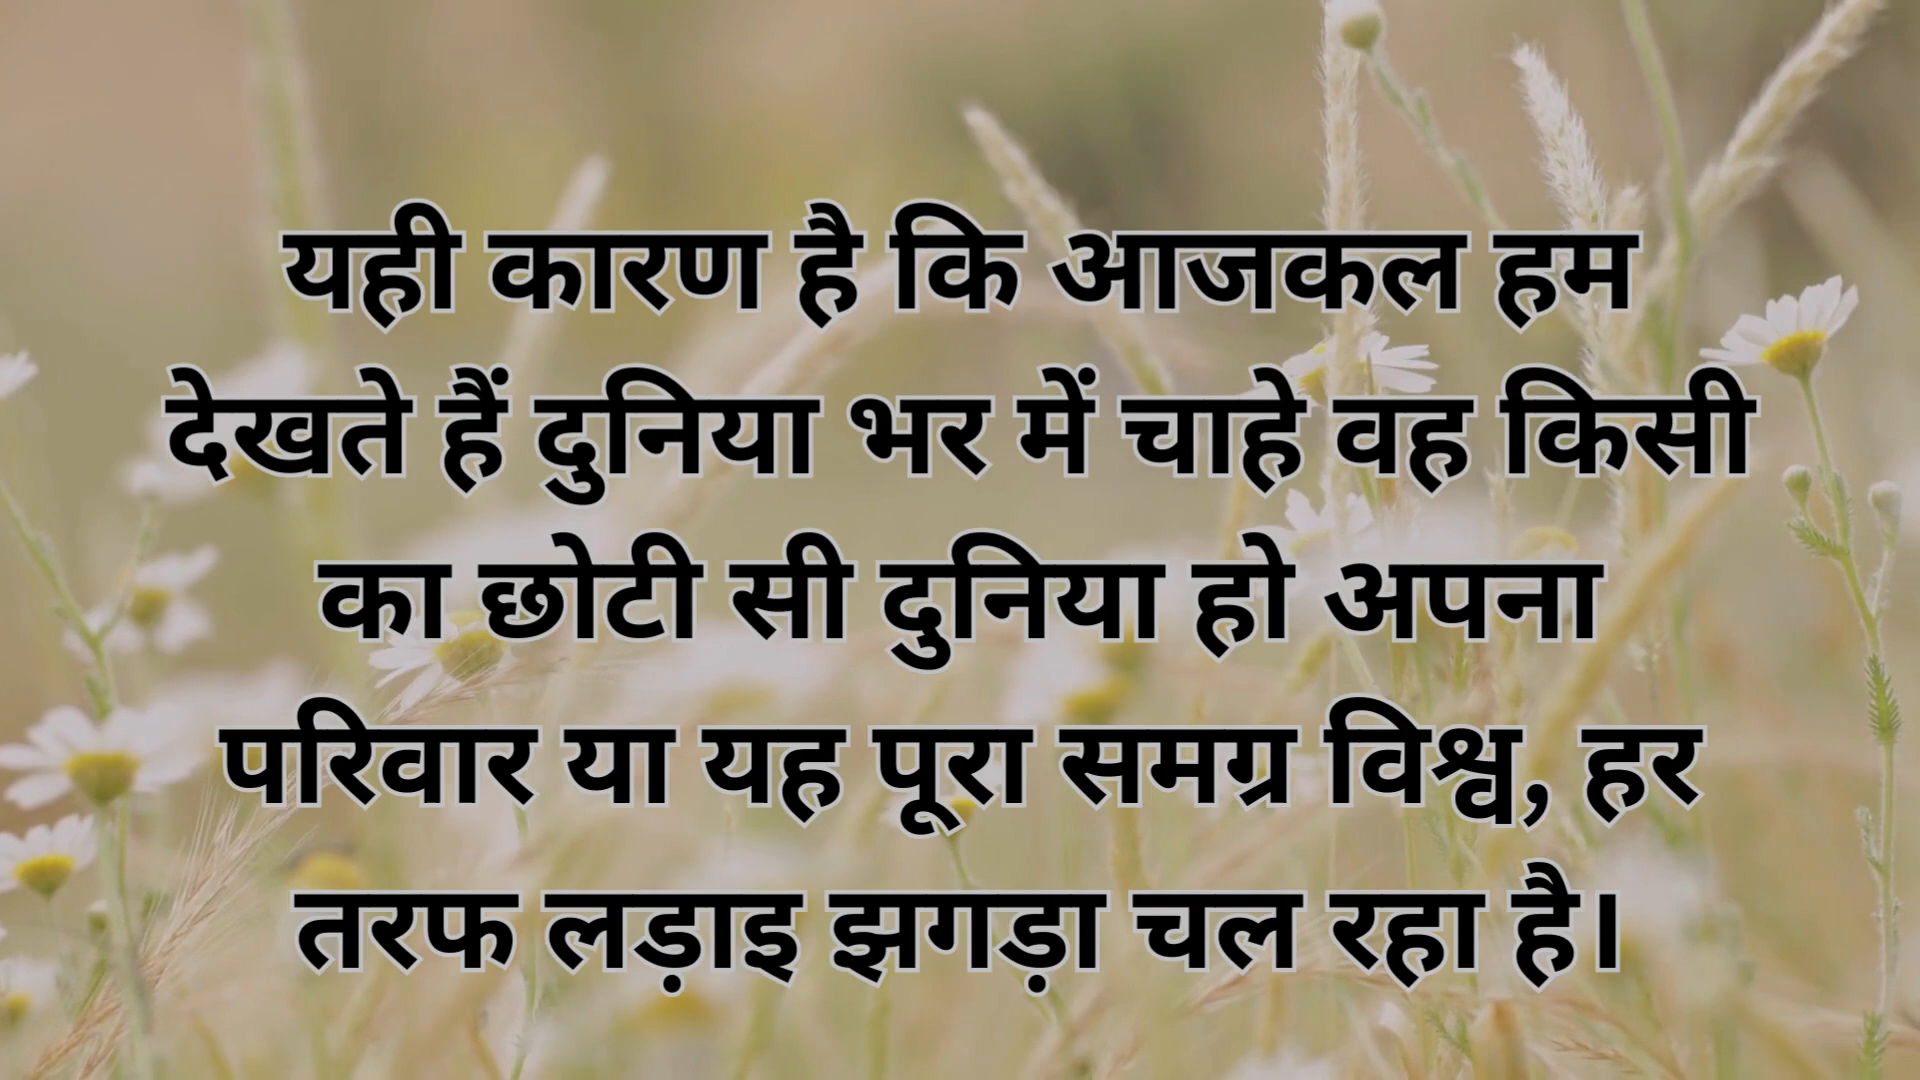 यही कारण है कि आजकल हम
देखते हैं दुनिया भर में चाहे वह किसी
का छोटी सी दुनिया हो अपना
परिवार या यह पूरा समग्र विश्व, हर
तरफ लड़ाइ झगड़ा चल रहा है।